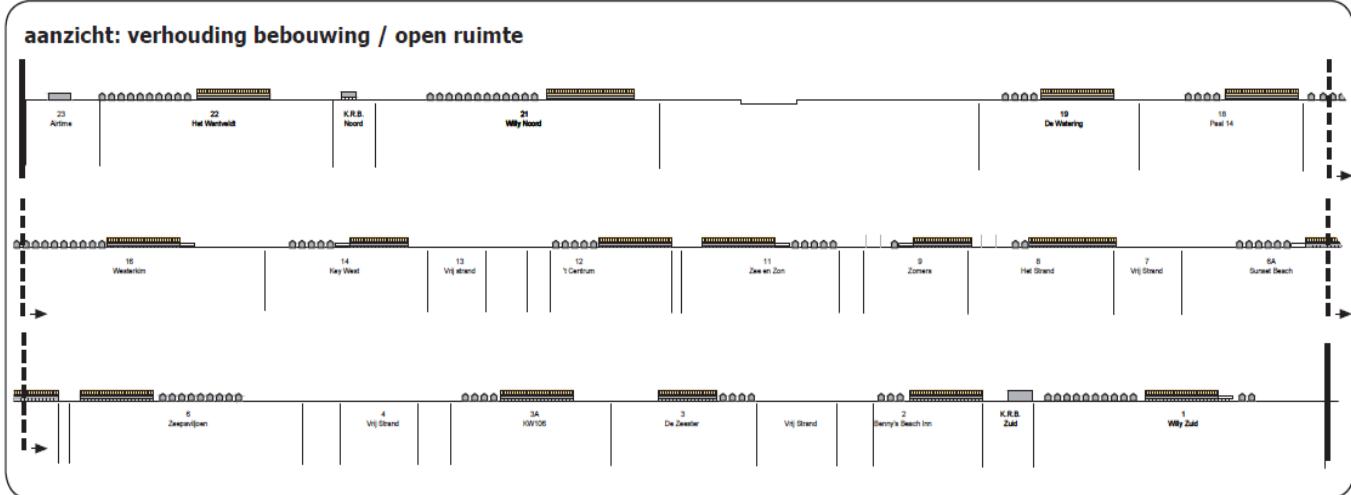 aanzicht: verhouding bebouwing / open ruimte
23
Airtime
22
Het Wantveldt
K.R.B.
Noord
21
Willy Noord
19
De Watering
18
Paal 14
16
Westerkim
14
Key West
13
Vrij strand
12
't Centrum
11
Zee en Zon
9
Zomers
8
Het Strand
7
Vrij Strand
6A
Sunset Beach
6
Zeepaviljoen
4
Vrij Strand
3A
KW106
3
De Zeester
Vrij Strand
2
Benny's Beach Inn
K.R.B.
Zuid
1
Willy Zuid